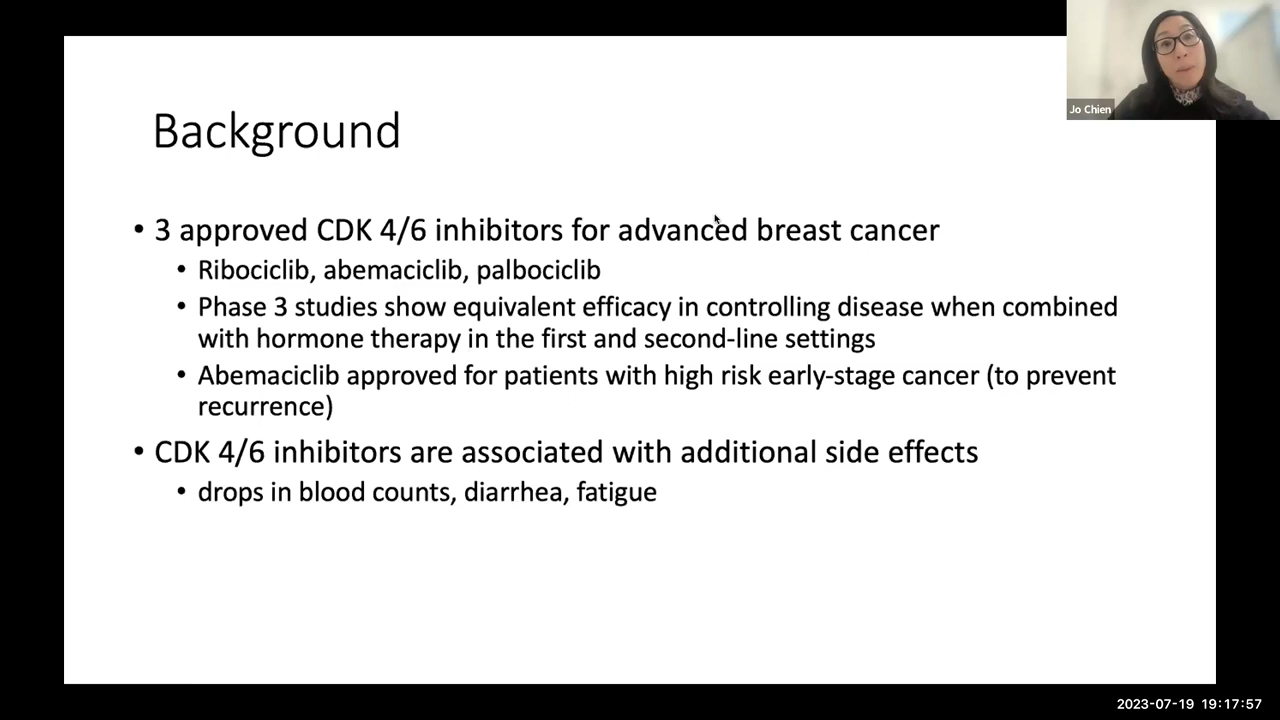 Jo Chien
Background
• 3 approved CDK 4/6 inhibitors for advanced breast cancer
• Ribociclib, abemaciclib, palbociclib
• Phase 3 studies show equivalent efficacy in controlling disease when combined
with hormone therapy in the first and second-line settings
• Abemaciclib approved for patients with high risk early-stage cancer (to prevent
recurrence)
• CDK 4/6 inhibitors are associated with additional side effects
• drops in blood counts, diarrhea, fatigue
2023-07-19 19:17:57